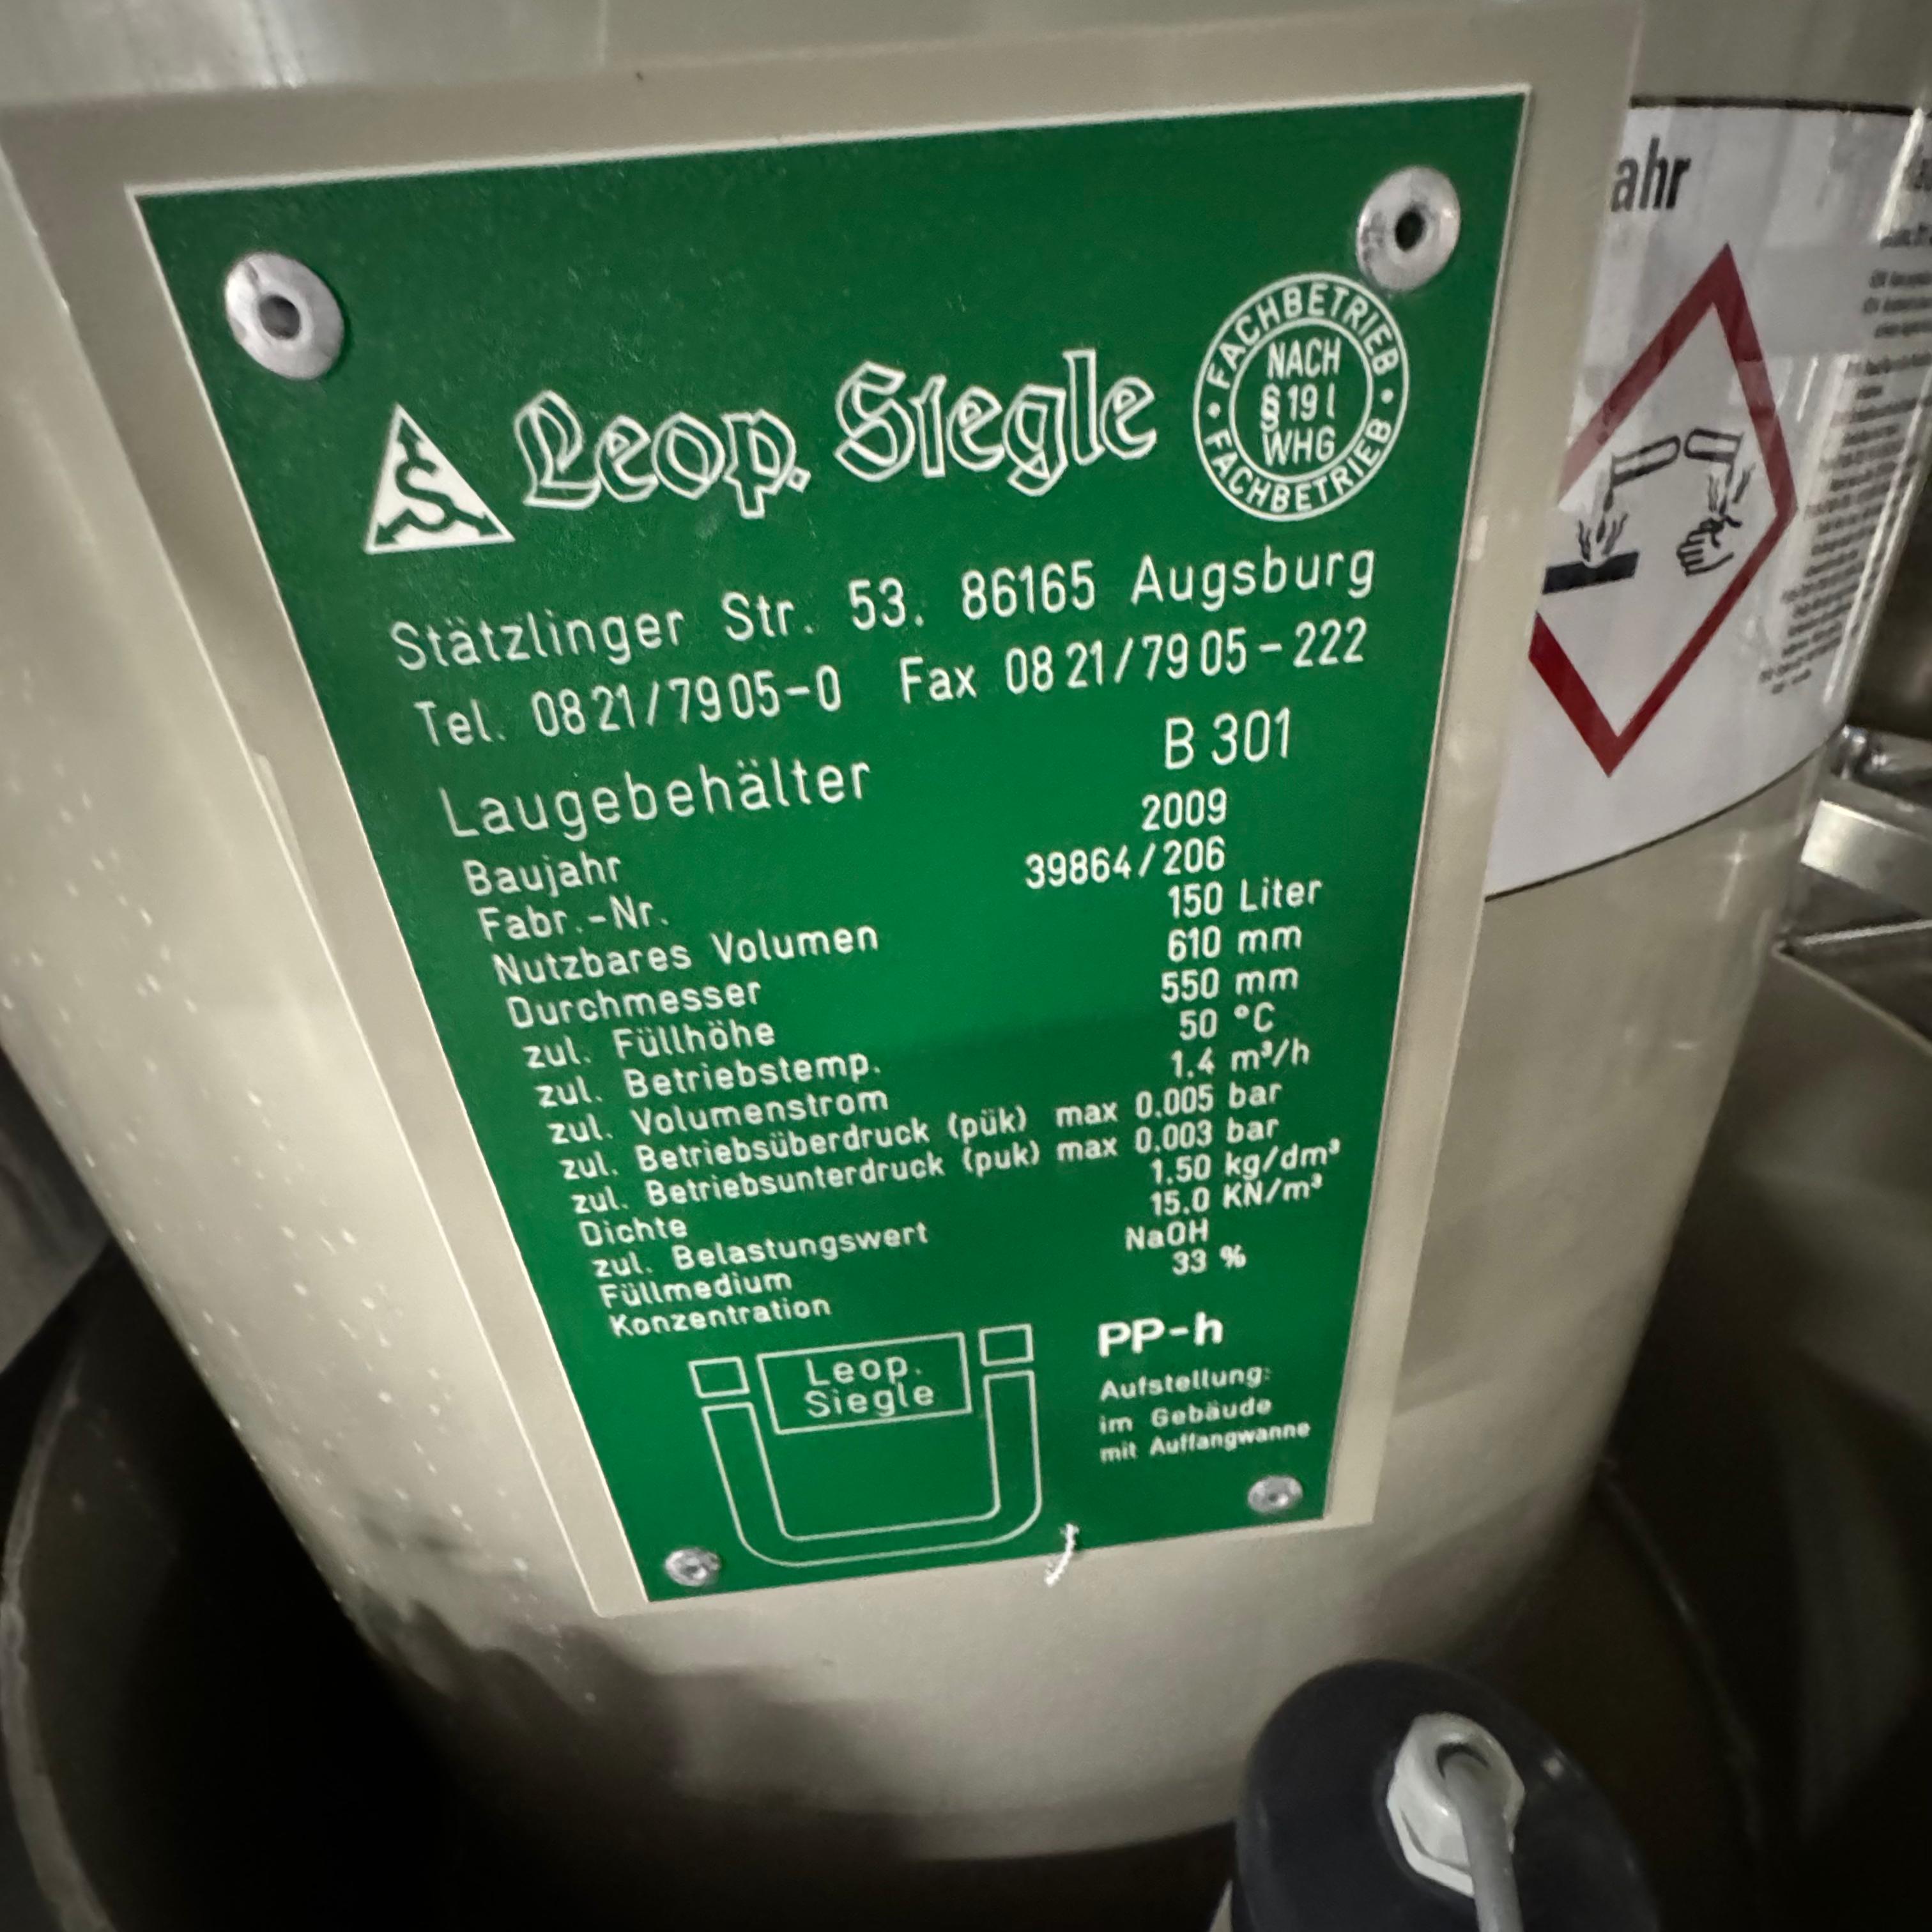 Leop. Siegle
FACHBETRIEB
NACH
§ 19 l
WHG
FACHBETRIEB
Stätzlinger Str. 53. 86165 Augsburg
Tel. 08 21/79 05-0 Fax 08 21/79 05-222
Laugebehälter B 301
Baujahr 2009
Fabr.-Nr. 39864/206
Nutzbares Volumen 150 Liter
Durchmesser 610 mm
zul. Füllhöhe 550 mm
zul. Betriebstemp. 50 °C
zul. Volumenstrom 1.4 m³/h
zul. Betriebsüberdruck (pük) max 0.005 bar
zul. Betriebsunterdruck (puk) max 0.003 bar
Dichte 1.50 kg/dm³
zul. Belastungswert 15.0 KN/m³
Füllmedium NaOH
Konzentration 33 %
Leop.
Siegle
PP-h
Aufstellung:
im Gebäude
mit Auffangwanne
ahr